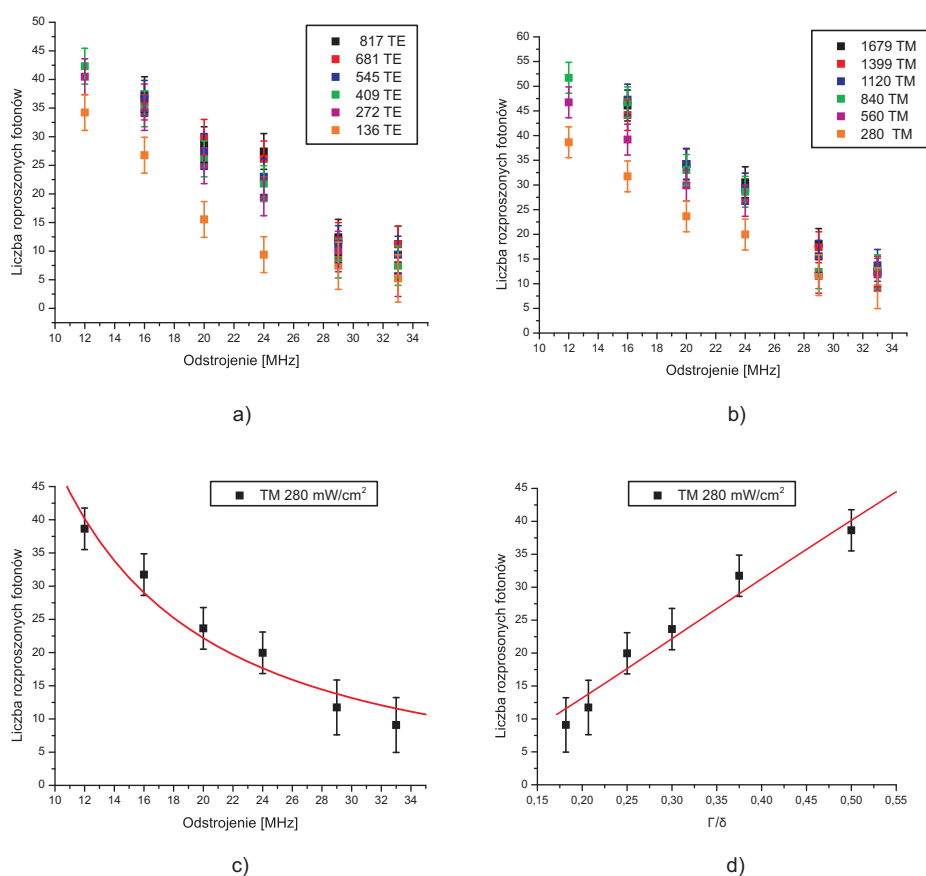 a)
Liczba roproszonych fotonów
50
45
40
35
30
25
20
15
10
5
0
817 TE
681 TE
545 TE
409 TE
272 TE
136 TE
10 12 14 16 18 20 22 24 26 28 30 32 34
Odstrojenie [MHz]
a)
b)
Liczba rozproszonych fotonów
60
55
50
45
40
35
30
25
20
15
10
5
0
1679 TM
1399 TM
1120 TM
840 TM
560 TM
280 TM
10 12 14 16 18 20 22 24 26 28 30 32 34
Odstrojenie [MHz]
b)
Liczba rozproszonych fotonów
45
40
35
30
25
20
15
10
5
0
TM 280 mW/cm²
10 12 14 16 18 20 22 24 26 28 30 32 34
Odstrojenie [MHz]
c)
Liczba rozprosonych fotonów
45
40
35
30
25
20
15
10
5
0
TM 280 mW/cm²
0,15 0,20 0,25 0,30 0,35 0,40 0,45 0,50 0,55
Γ/δ
d)